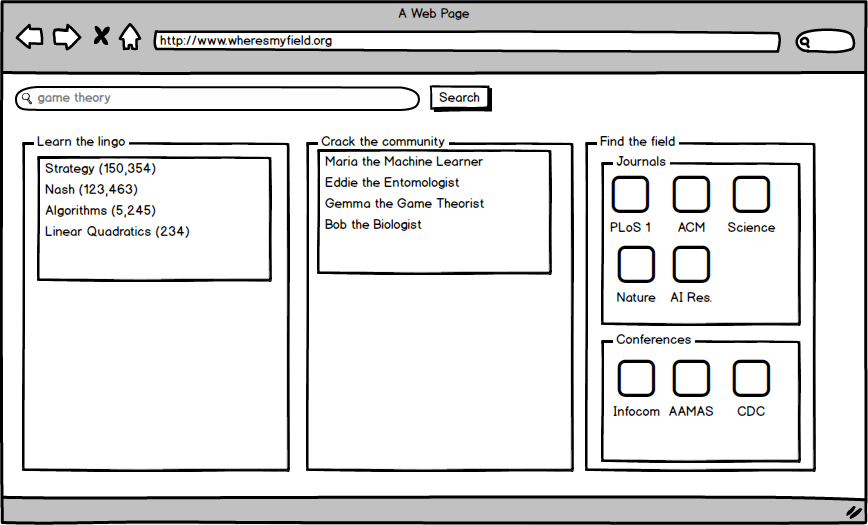 A Web Page
http://www.wheresmyfield.org
game theory
Search
Learn the lingo
Strategy (150,354)
Nash (123,463)
Algorithms (5,245)
Linear Quadratics (234)
Crack the community
Maria the Machine Learner
Eddie the Entomologist
Gemma the Game Theorist
Bob the Biologist
Find the field
Journals
PLoS 1 ACM Science
Nature AI Res.
Conferences
Infocom AAMAS CDC